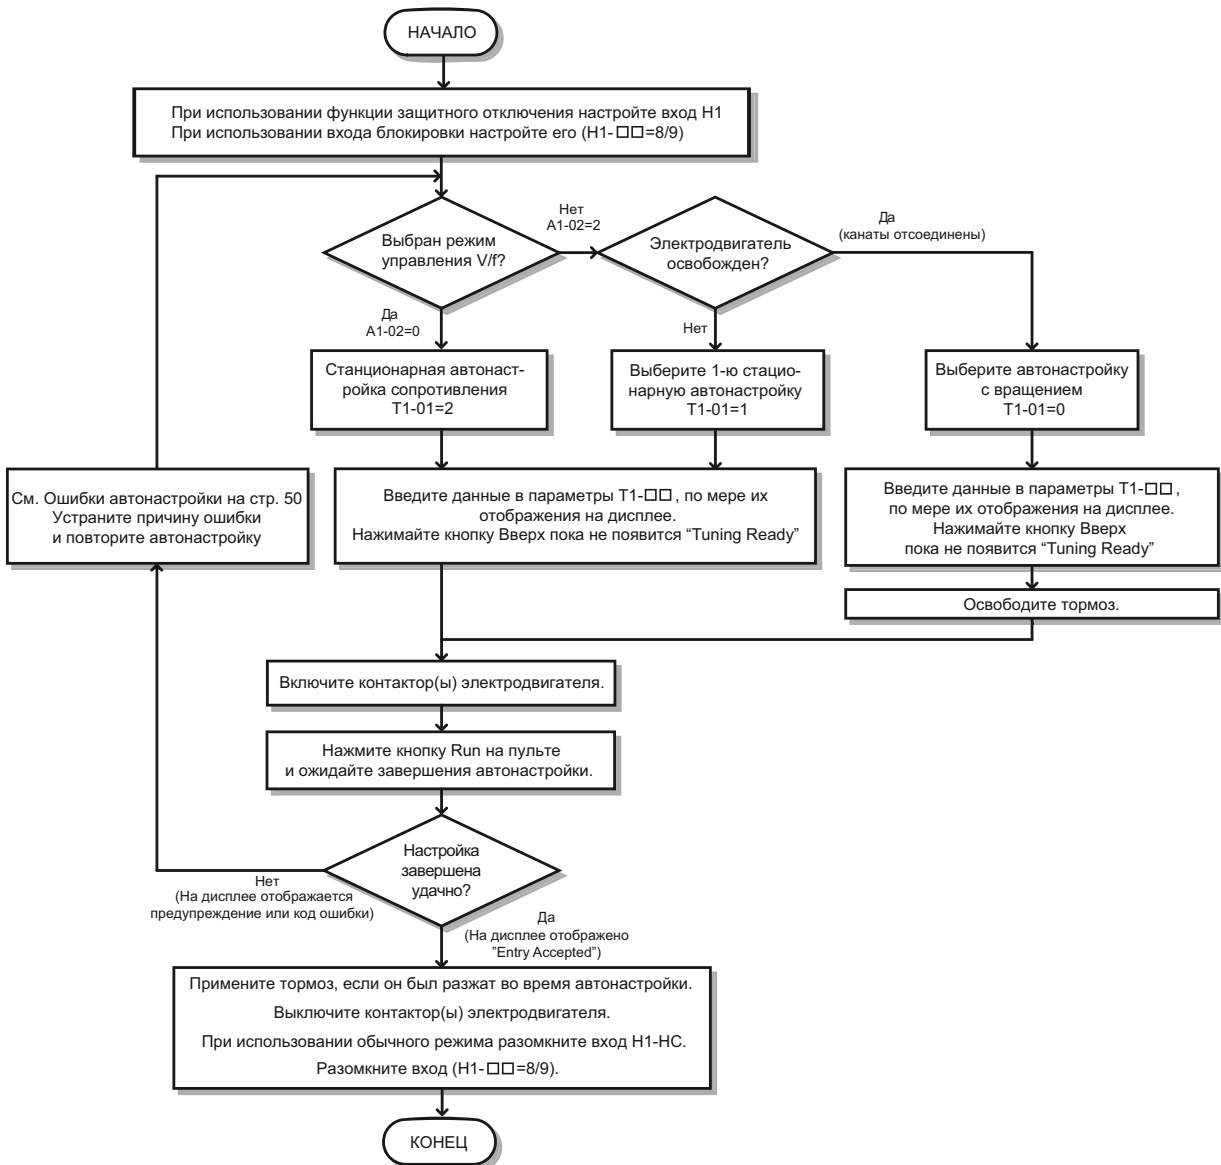 НАЧАЛО
При использовании функции защитного отключения настройте вход H1
При использовании входа блокировки настройте его (H1-□□=8/9)
Выбран режим
управления V/f?
Нет
A1-02=2
Электродвигатель
освобожден?
Да
(канаты отсоединены)
Да
A1-02=0
Нет
Станционарная автонаст-
ройка сопротивления
T1-01=2
Выберите 1-ю стацио-
нарную автонастройку
T1-01=1
Выберите автонастройку
с вращением
T1-01=0
См. Ошибки автонастройки на стр. 50
Устраните причину ошибки
и повторите автонастройку
Введите данные в параметры T1-□□, по мере их
отображения на дисплее.
Нажимайте кнопку Вверх пока не появится “Tuning Ready”
Введите данные в параметры T1-□□,
по мере их отображения на дисплее.
Нажимайте кнопку Вверх
пока не появится “Tuning Ready”
Освободите тормоз.
Включите контактор(ы) электродвигателя.
Нажмите кнопку Run на пульте
и ожидайте завершения автонастройки.
Настройка
завершена
удачно?
Нет
(На дисплее отображается
предупреждение или код ошибки)
Да
(На дисплее отображено
”Entry Accepted”)
Примените тормоз, если он был разжат во время автонастройки.
Выключите контактор(ы) электродвигателя.
При использовании обычного режима разомкните вход H1-HC.
Разомкните вход (H1-□□=8/9).
КОНЕЦ